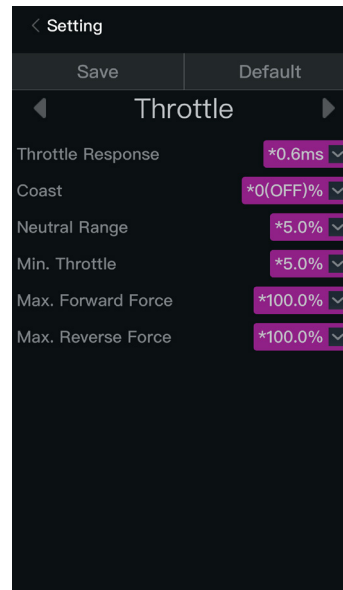 Setting
Save Default
Throttle
Throttle Response *0.6ms
Coast *0(OFF)%
Neutral Range *5.0%
Min. Throttle *5.0%
Max. Forward Force *100.0%
Max. Reverse Force *100.0%